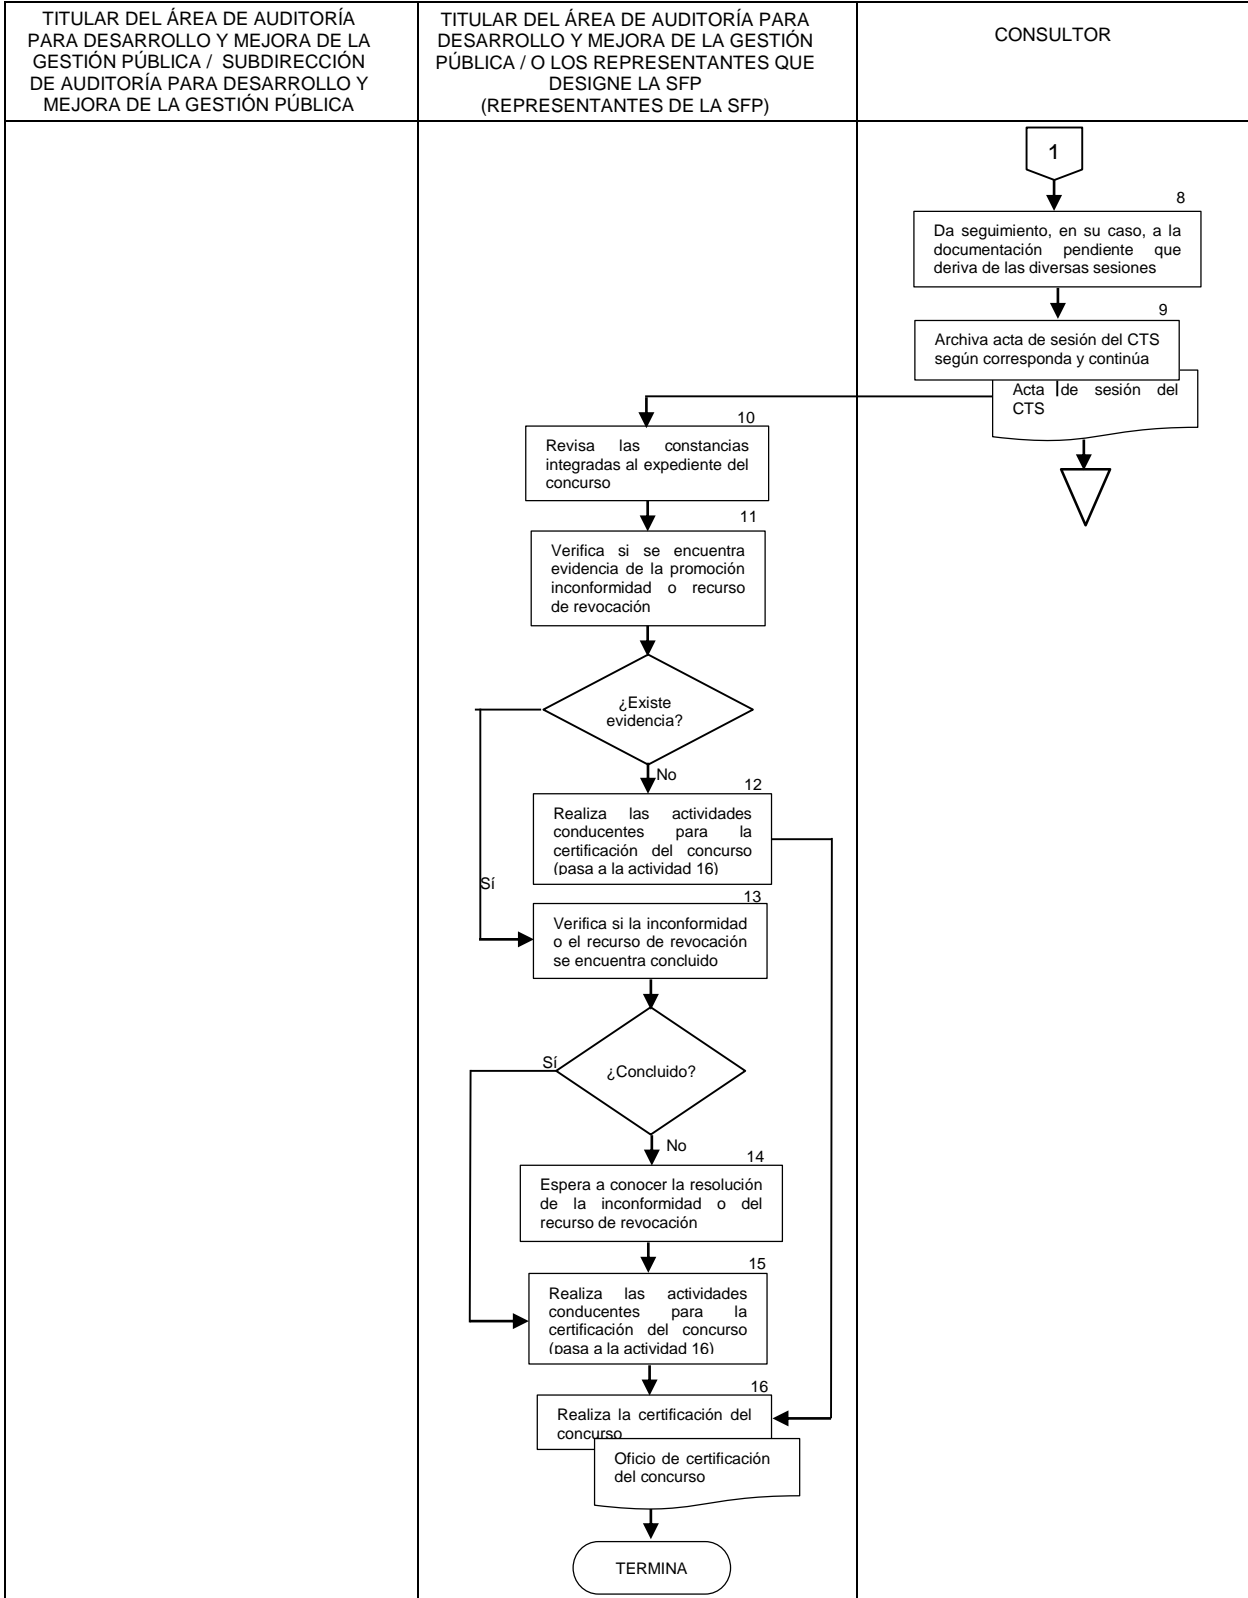 TITULAR DEL ÁREA DE AUDITORÍA
PARA DESARROLLO Y MEJORA DE LA
GESTIÓN PÚBLICA / SUBDIRECCIÓN
DE AUDITORÍA PARA DESARROLLO Y
MEJORA DE LA GESTIÓN PÚBLICA
TITULAR DEL ÁREA DE AUDITORÍA PARA
DESARROLLO Y MEJORA DE LA GESTIÓN
PÚBLICA / O LOS REPRESENTANTES QUE
DESIGNE LA SFP
(REPRESENTANTES DE LA SFP)
CONSULTOR
1
8
Da seguimiento, en su caso, a la
documentación pendiente que
deriva de las diversas sesiones
9
Archiva acta de sesión del CTS
según corresponda y continúa
Acta de sesión del
CTS
10
Revisa las constancias
integradas al expediente del
concurso
11
Verifica si se encuentra
evidencia de la promoción
inconformidad o recurso
de revocación
¿Existe
evidencia?
No
12
Realiza las actividades
conducentes para la
certificación del concurso
(pasa a la actividad 16)
Sí
13
Verifica si la inconformidad
o el recurso de revocación
se encuentra concluido
Sí
¿Concluido?
No
14
Espera a conocer la resolución
de la inconformidad o del
recurso de revocación
15
Realiza las actividades
conducentes para la
certificación del concurso
(pasa a la actividad 16)
16
Realiza la certificación del
concurso
Oficio de certificación
del concurso
TERMINA